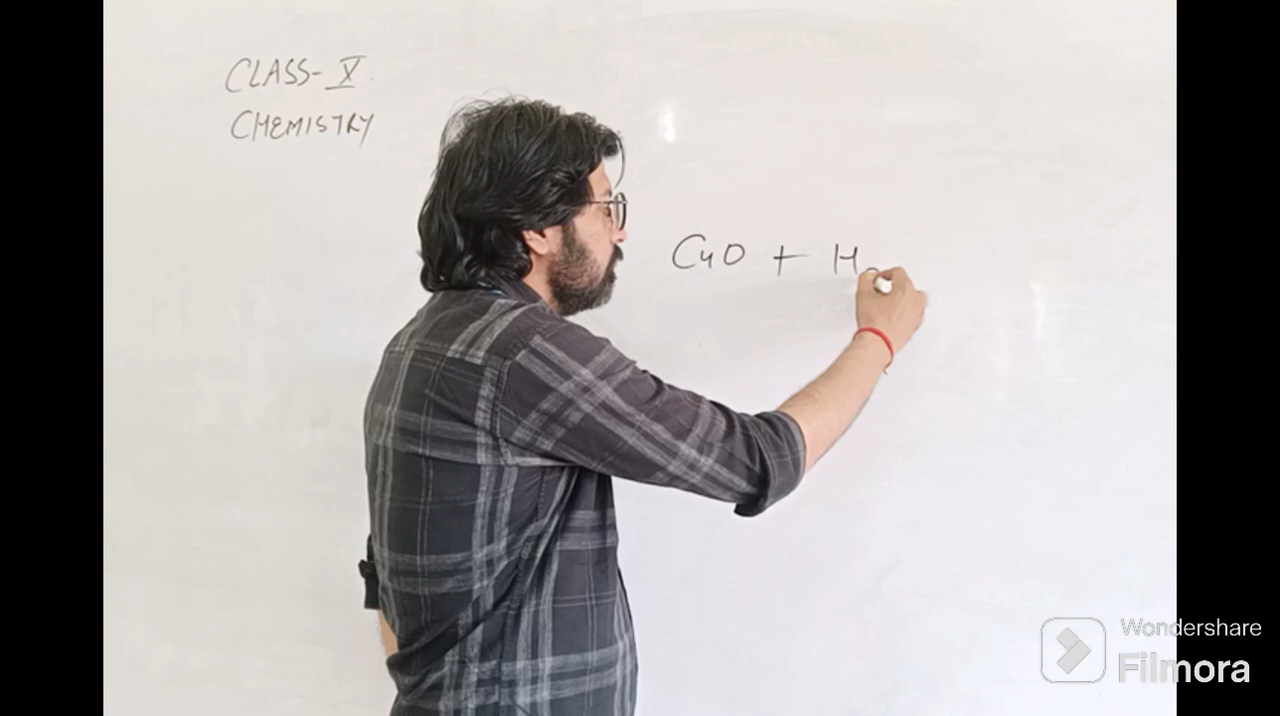 CLASS-X.
CHEMISTRY
CuO + H
Wondershare
Filmora